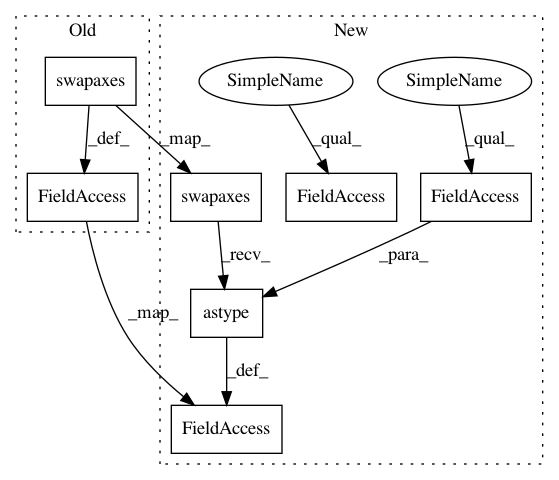 Old
New
swapaxes
SimpleName
SimpleName
_def_
_map_
_qual_
_qual_
FieldAccess
swapaxes
FieldAccess
FieldAccess
_recv_
_para_
_map_
astype
_def_
FieldAccess